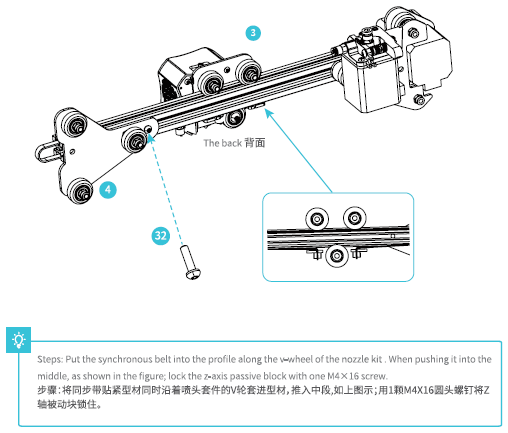 3
The back 背面
4
32
Steps: Put the synchronous belt into the profile along the v-wheel of the nozzle kit . When pushing it into the
middle, as shown in the figure; lock the z-axis passive block with one M4×16 screw.
步骤:将同步带贴紧型材同时沿着喷头套件的V轮套进型材，推入中段,如上图示；用1颗M4X16圆头螺钉将Z
轴被动块锁住。